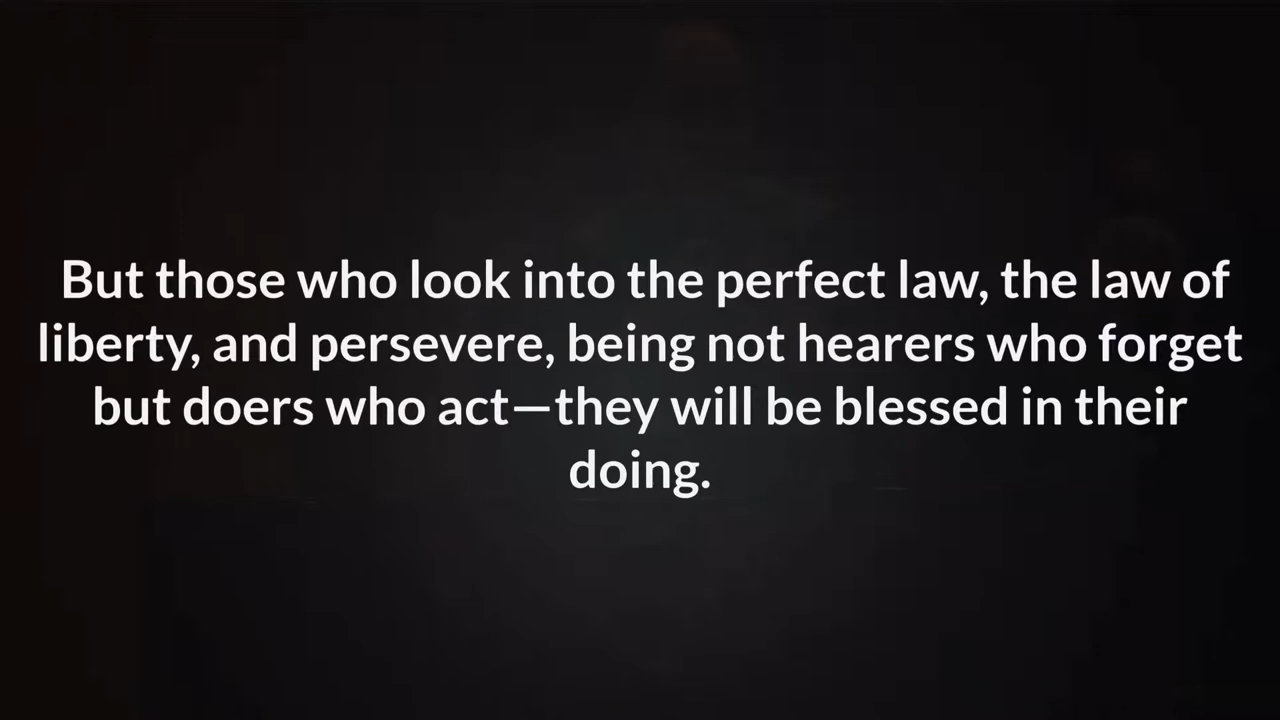 But those who look into the perfect law, the law of
liberty, and persevere, being not hearers who forget
but doers who act—they will be blessed in their
doing.